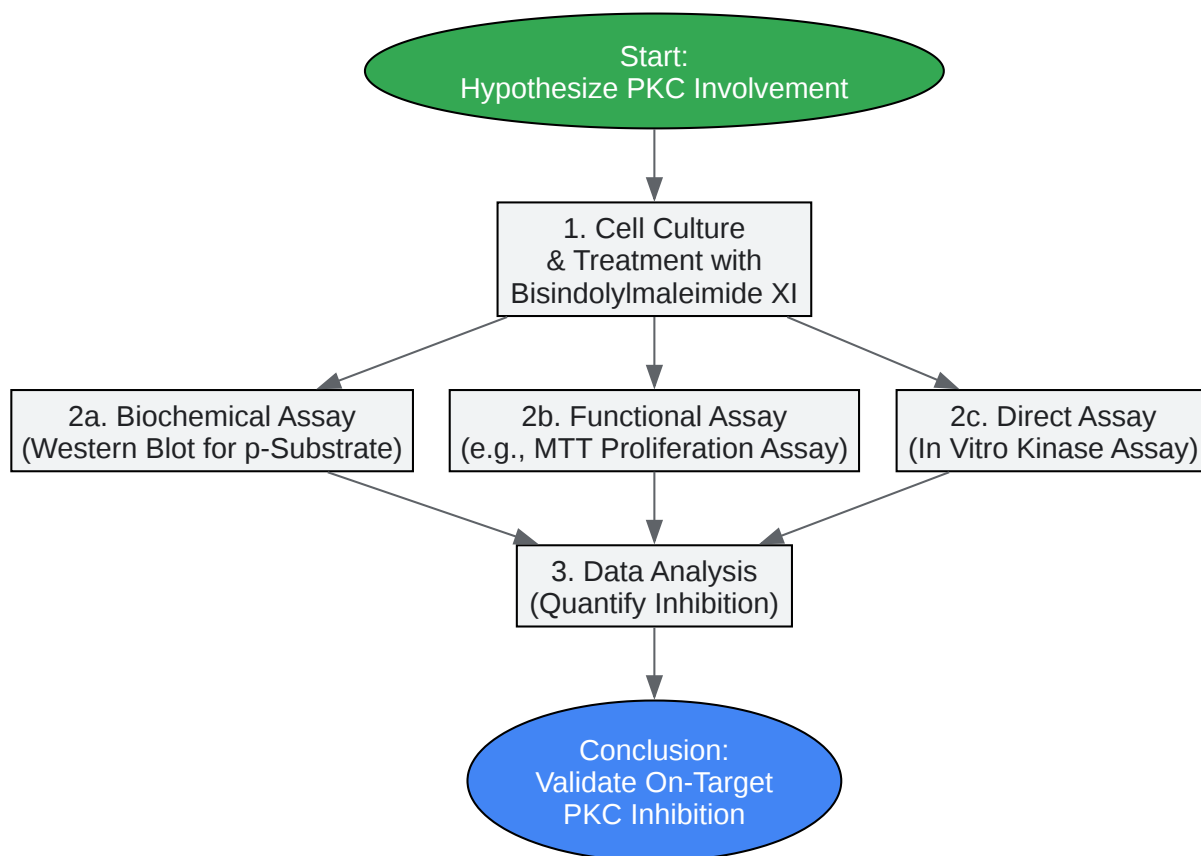 Start:
Hypothesize PKC Involvement
1. Cell Culture
& Treatment with
Bisindolylmaleimide XI
2a. Biochemical Assay
(Western Blot for p-Substrate)
2b. Functional Assay
(e.g., MTT Proliferation Assay)
2c. Direct Assay
(In Vitro Kinase Assay)
3. Data Analysis
(Quantify Inhibition)
Conclusion:
Validate On-Target
PKC Inhibition